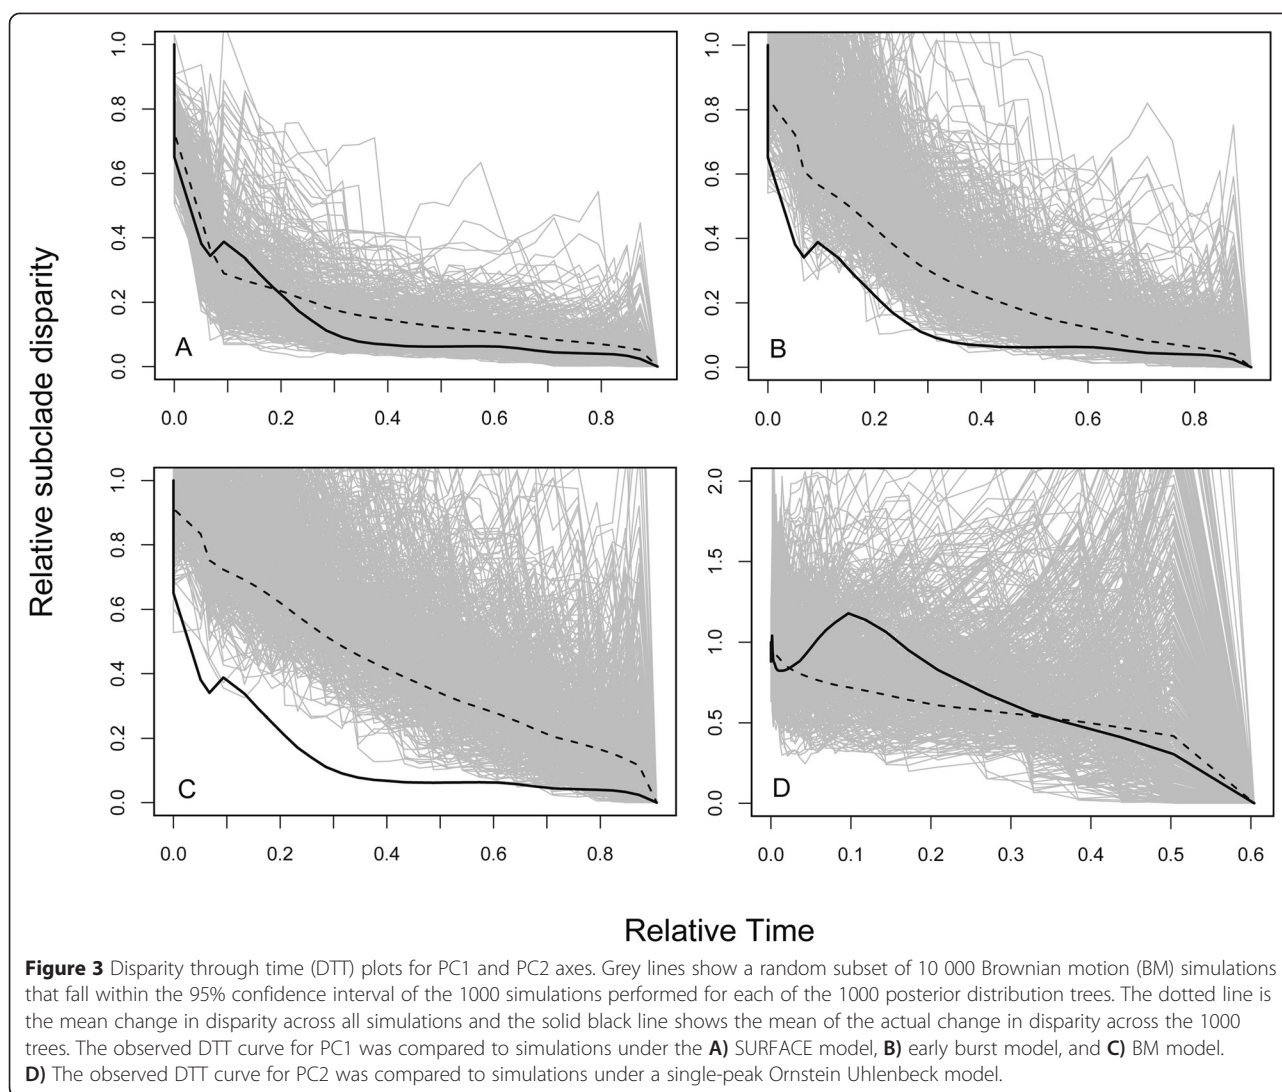 Relative subclade disparity
1.0
0.8
0.6
0.4
0.2
0.0
A
0.0 0.2 0.4 0.6 0.8
1.0
0.8
0.6
0.4
0.2
0.0
B
0.0 0.2 0.4 0.6 0.8
1.0
0.8
0.6
0.4
0.2
0.0
C
0.0 0.2 0.4 0.6 0.8
2.0
1.5
1.0
0.5
0.0
D
0.0 0.1 0.2 0.3 0.4 0.5 0.6
Relative Time
Figure 3 Disparity through time (DTT) plots for PC1 and PC2 axes. Grey lines show a random subset of 10 000 Brownian motion (BM) simulations
that fall within the 95% confidence interval of the 1000 simulations performed for each of the 1000 posterior distribution trees. The dotted line is
the mean change in disparity across all simulations and the solid black line shows the mean of the actual change in disparity across the 1000
trees. The observed DTT curve for PC1 was compared to simulations under the A) SURFACE model, B) early burst model, and C) BM model.
D) The observed DTT curve for PC2 was compared to simulations under a single-peak Ornstein Uhlenbeck model.